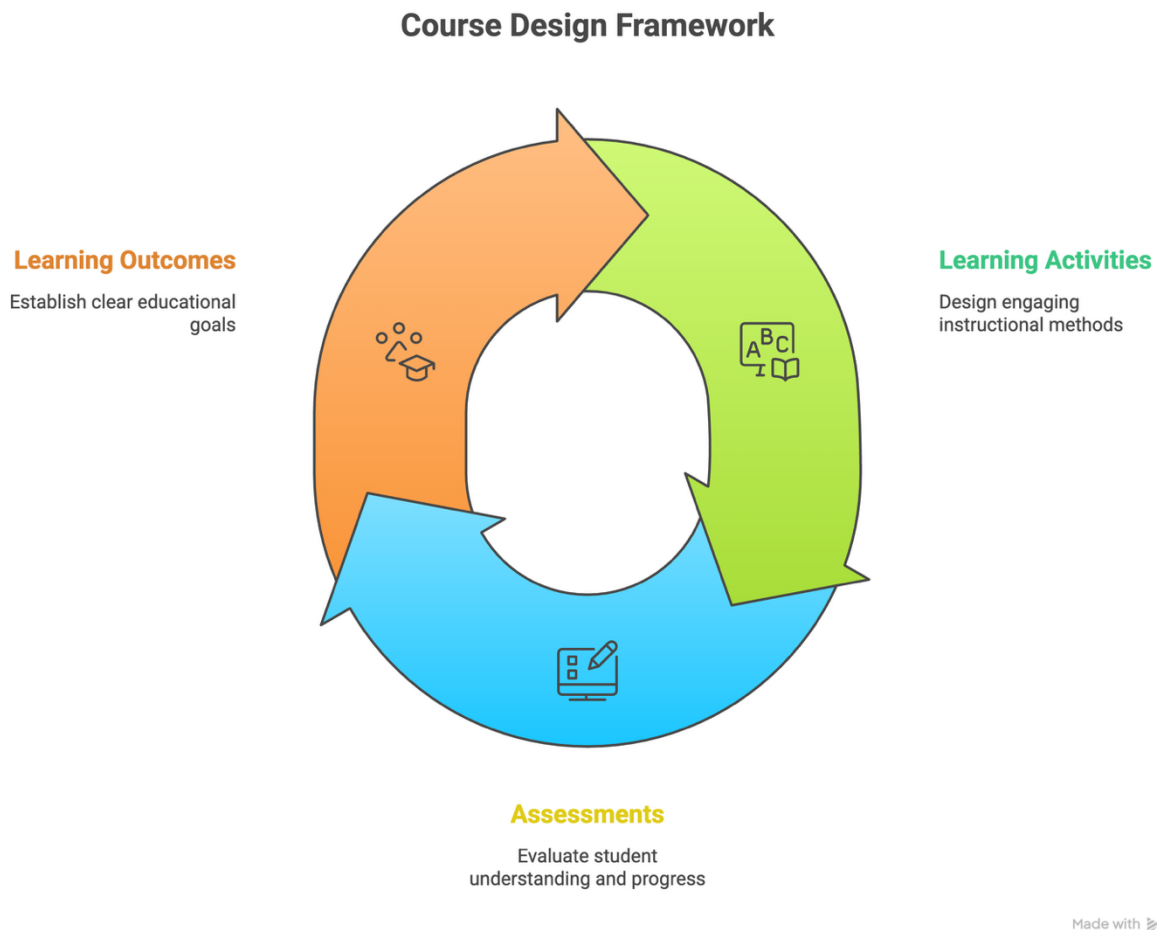 Course Design Framework
Learning Outcomes
Establish clear educational
goals
Learning Activities
Design engaging
instructional methods
A B C
Assessments
Evaluate student
understanding and progress
Made with